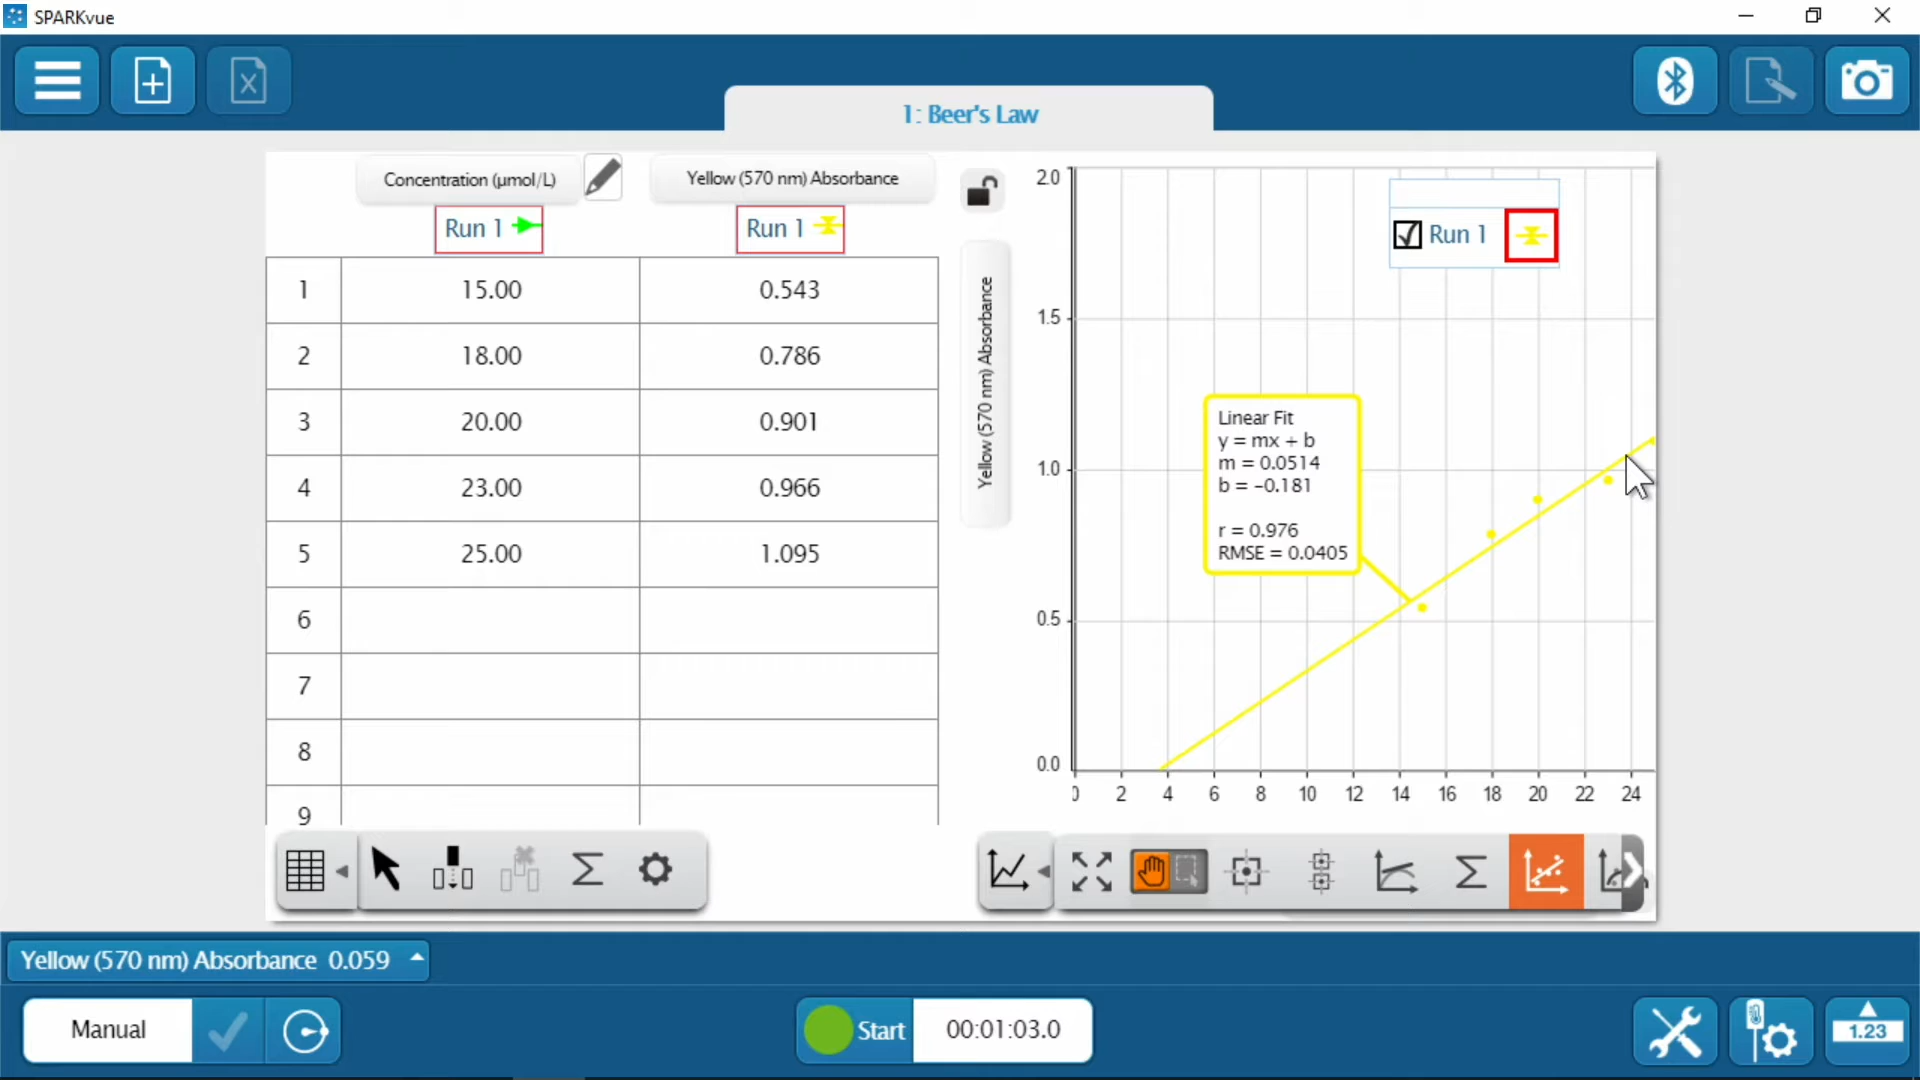 SPARKvue
1: Beer's Law
Concentration (µmol/L)
Yellow (570 nm) Absorbance
Run 1
Run 1
1 15.00 0.543
2 18.00 0.786
3 20.00 0.901
4 23.00 0.966
5 25.00 1.095
6
7
8
9
Yellow (570 nm) Absorbance
2.0
1.5
1.0
0.5
0.0
Run 1
Linear Fit
y = mx + b
m = 0.0514
b = -0.181
r = 0.976
RMSE = 0.0405
0 2 4 6 8 10 12 14 16 18 20 22 24
Yellow (570 nm) Absorbance 0.059
Manual
Start
00:01:03.0
1.23